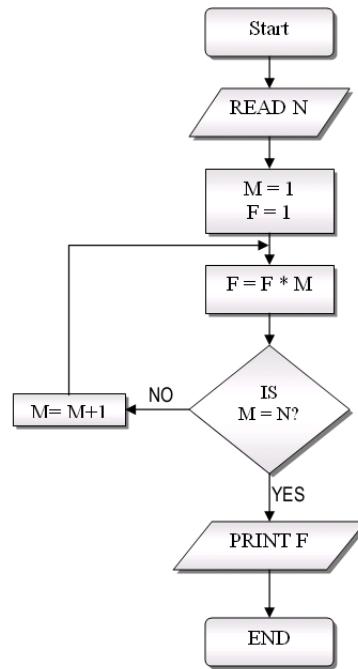 Start
READ N
M = 1
F = 1
F = F * M
IS
M = N?
NO
M= M+1
YES
PRINT F
END